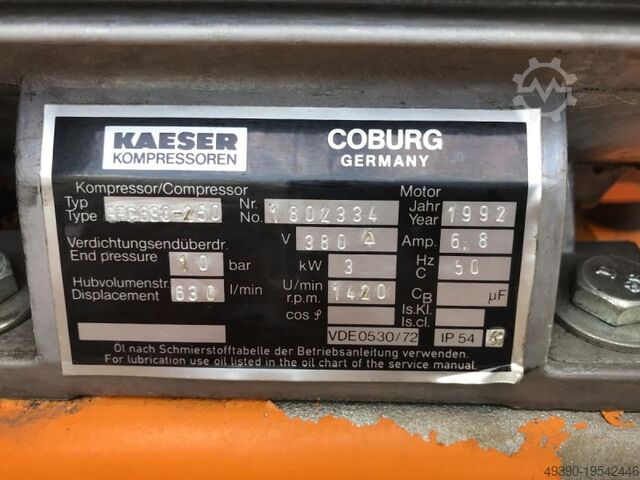 KAESER
KOMPRESSOREN
COBURG
GERMANY
Kompressor/Compressor
Motor
Typ
Type EPC630-250
Nr.
No. 1802334
Jahr
Year 1992
Verdichtungsendüberdr.
End pressure 10 bar
V 380 Δ
Amp. 6,8
kW 3
Hz
C 50
Hubvolumenstr.
Displacement 630 l/min
U/min
r.p.m. 1420
CB µF
cos φ
Is.Kl.
Is.cl.
VDE 0530/72
IP 54
Öl nach Schmierstofftabelle der Betriebsanleitung verwenden.
For lubrication use oil listed in the oil chart of the service manual.
49390-19542446